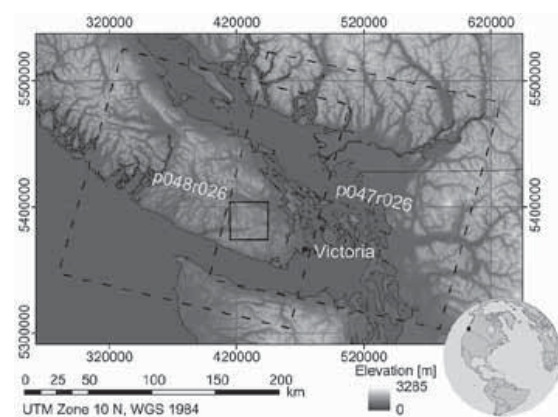 320000 420000 520000 620000
5500000 5500000
p048r026 p047r026
5400000 5400000
Victoria
5300000 5300000
320000 420000 520000
0 25 50 100 150 200
km
Elevation [m]
3285
0
UTM Zone 10 N, WGS 1984